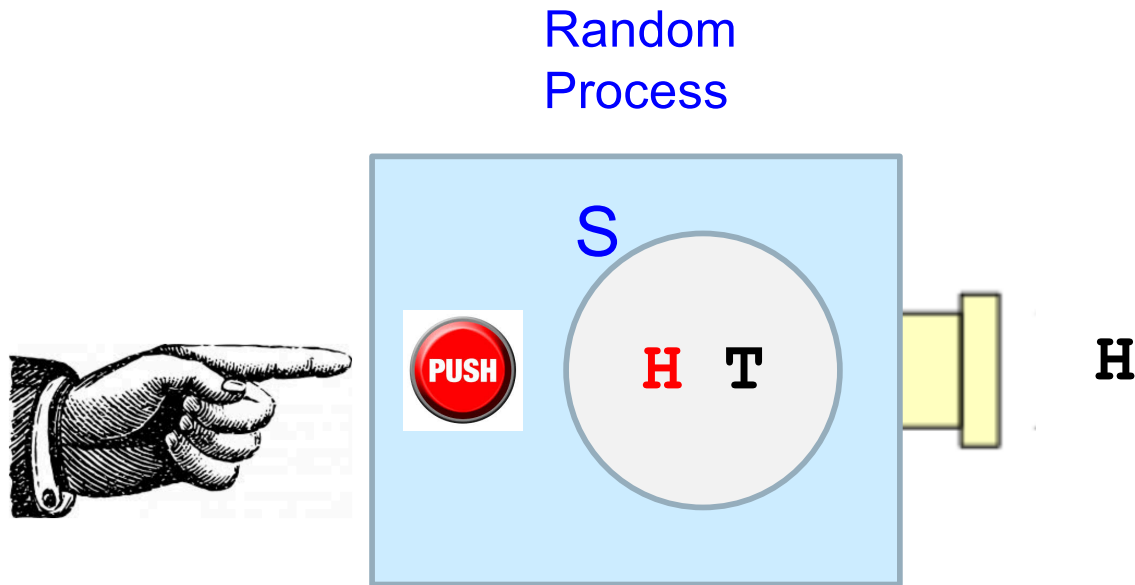 Random
Process
S
PUSH
H T
H